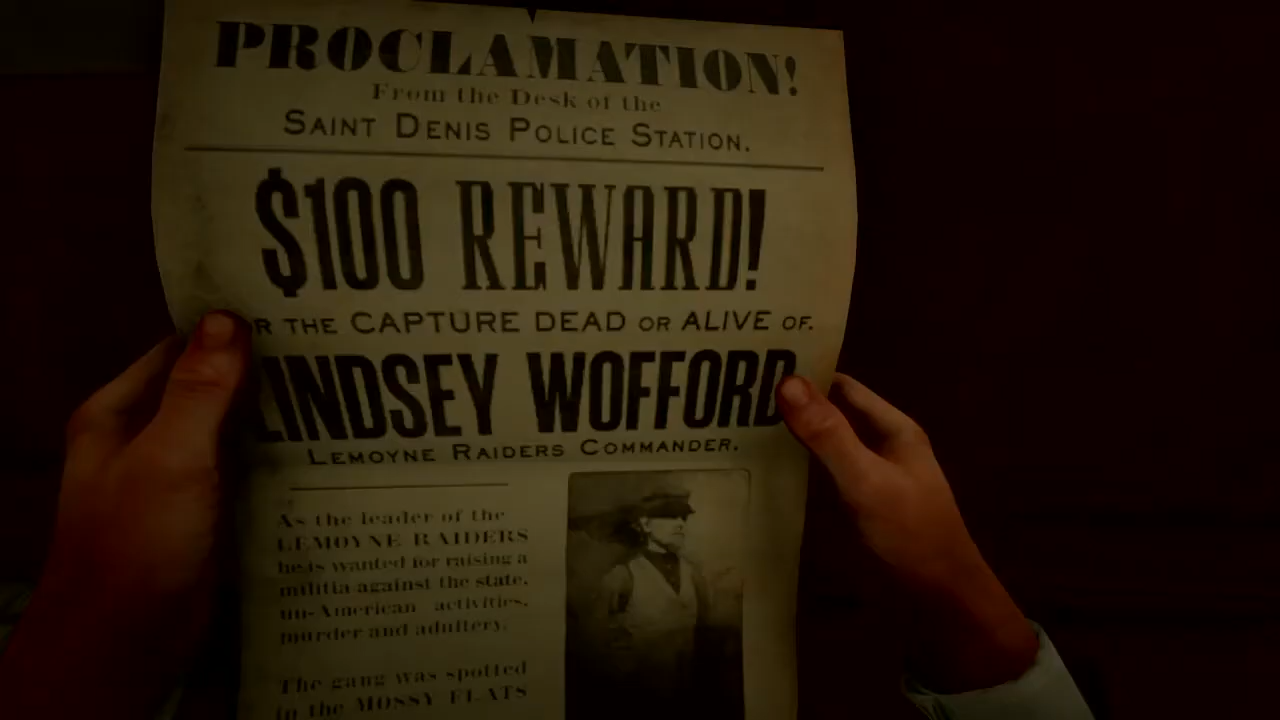 PROCLAMATION!
From the Desk of the
SAINT DENIS POLICE STATION.
$100 REWARD!
R THE CAPTURE DEAD OR ALIVE OF.
LINDSEY WOFFORD
LEMOYNE RAIDERS COMMANDER.
As the leader of the
LEMOYNE RAIDERS
he is wanted for raising a
militia against the state,
un-American activities,
murder and adultery.
The gang was spotted
in the MOSSY FLATS